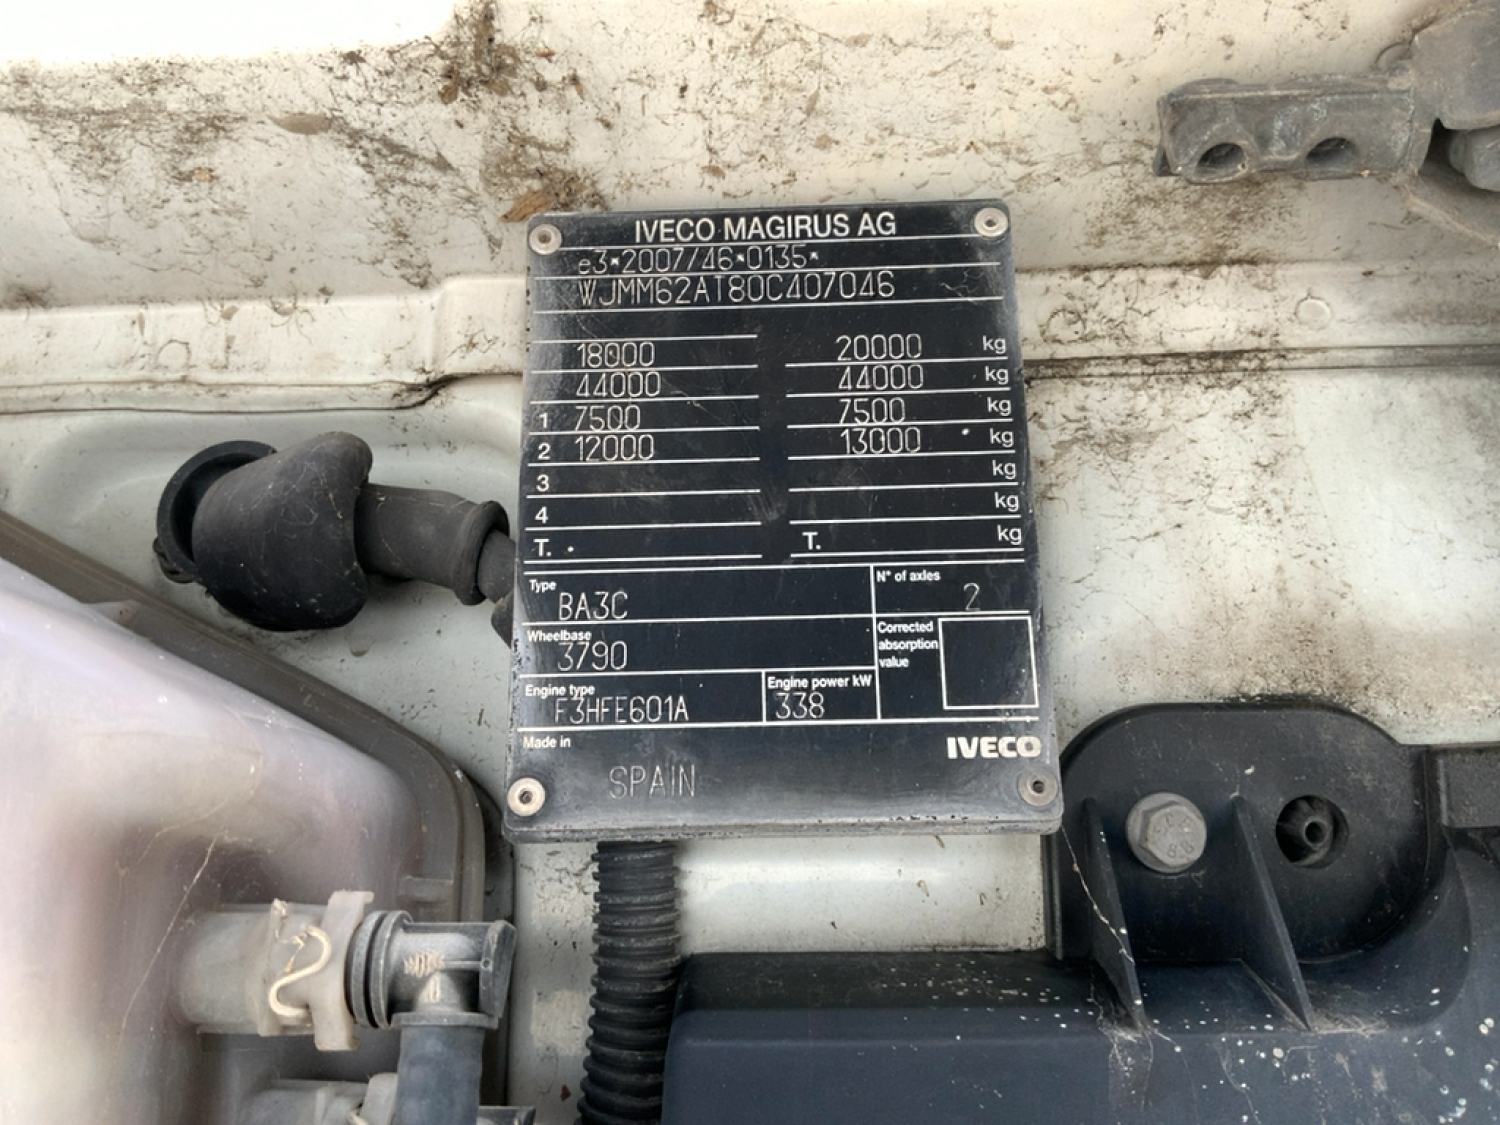 IVECO MAGIRUS AG
e3*2007/46*0135*
WJMM62AT80C407046
18000 20000 kg
44000 44000 kg
1 7500 7500 kg
2 12000 13000 kg
3 kg
4 kg
T. T. kg
Type BA3C N° of axles 2
Wheelbase 3790 Corrected absorption value
Engine type F3HFE601A Engine power kW 338
Made in SPAIN IVECO
8.8